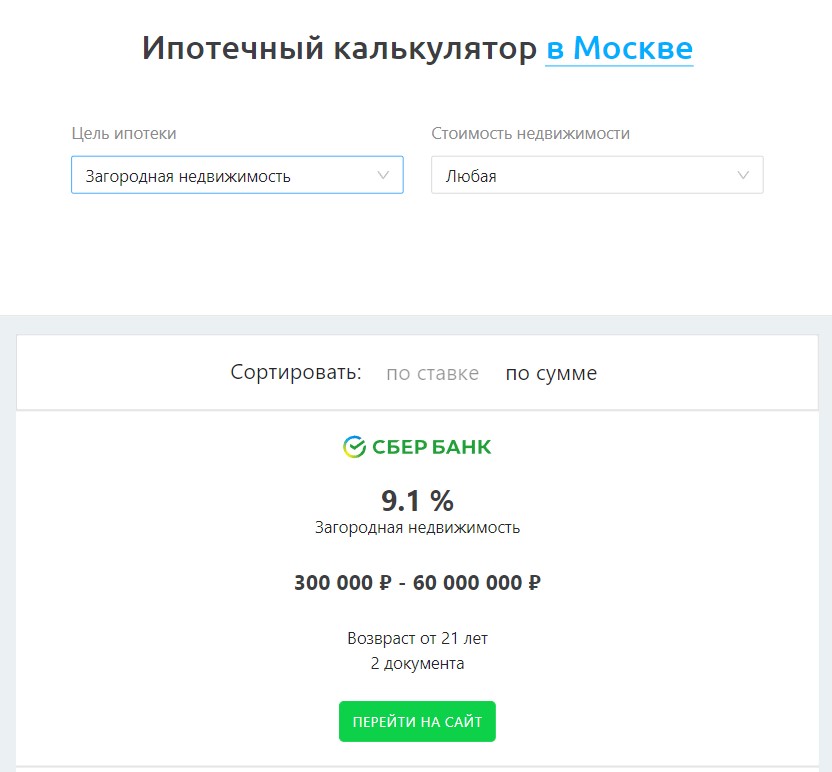 Ипотечный калькулятор в Москве
Цель ипотеки
Стоимость недвижимости
Загородная недвижимость
Любая
Сортировать: по ставке по сумме
СБЕР БАНК
9.1 %
Загородная недвижимость
300 000 ₽ - 60 000 000 ₽
Возвраст от 21 лет
2 документа
ПЕРЕЙТИ НА САЙТ